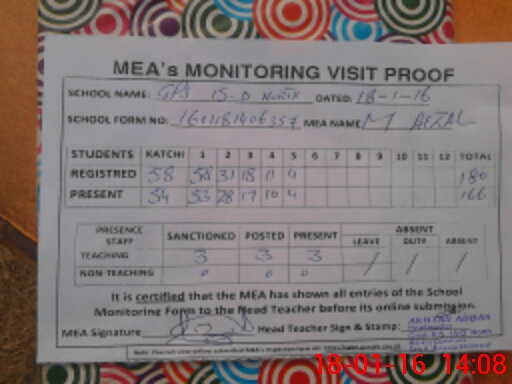 MEA's MONITORING VISIT PROOF
SCHOOL NAME: GPS 15-D NORTH DATED: 18-1-16
SCHOOL FORM NO: MEA NAME M AFZAL
STUDENTS KATCHI 1 2 3 4 5 6 7 8 9 10 11 12 TOTAL
REGISTRED 58 58 31 18 11 4 180
PRESENT 54 53 28 17 10 4 166
PRESENCE STAFF SANCTIONED POSTED PRESENT ABSENT
LEAVE DUTY ABSENT
TEACHING 3 3 3 / / /
NON-TEACHING 0 0 0
It is certified that the MEA has shown all entries of the School
Monitoring Form to the Head Teacher before its online submission.
MEA Signature Head Teacher Sign & Stamp:
18-01-16 14:08